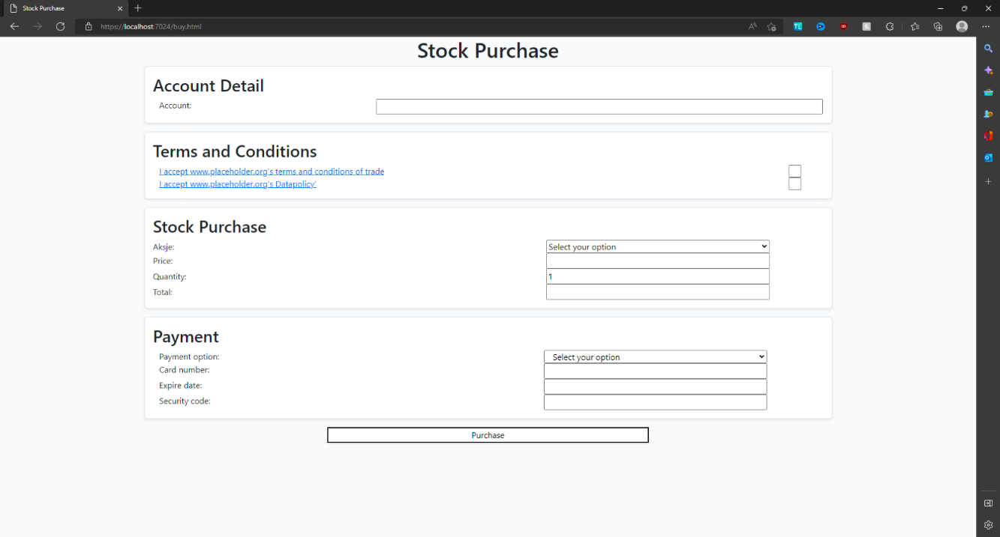 Stock Purchase
https://localhost:7024/buy.html
Stock Purchase
Account Detail
Account:
Terms and Conditions
I accept www.placeholder.org's terms and conditions of trade
I accept www.placeholder.org's Datapolicy'
Stock Purchase
Aksje: Select your option
Price:
Quantity: 1
Total:
Payment
Payment option: Select your option
Card number:
Expire date:
Security code:
Purchase